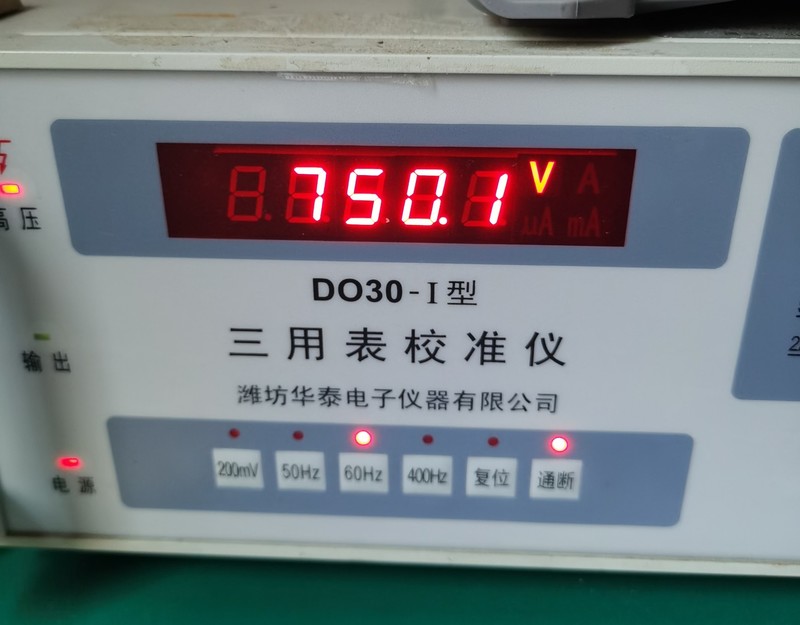 750.1 V A
μA mA
高压
DO30-I型
三用表校准仪
输出
潍坊华泰电子仪器有限公司
200mV 50Hz 60Hz 400Hz 复位 通断
电源